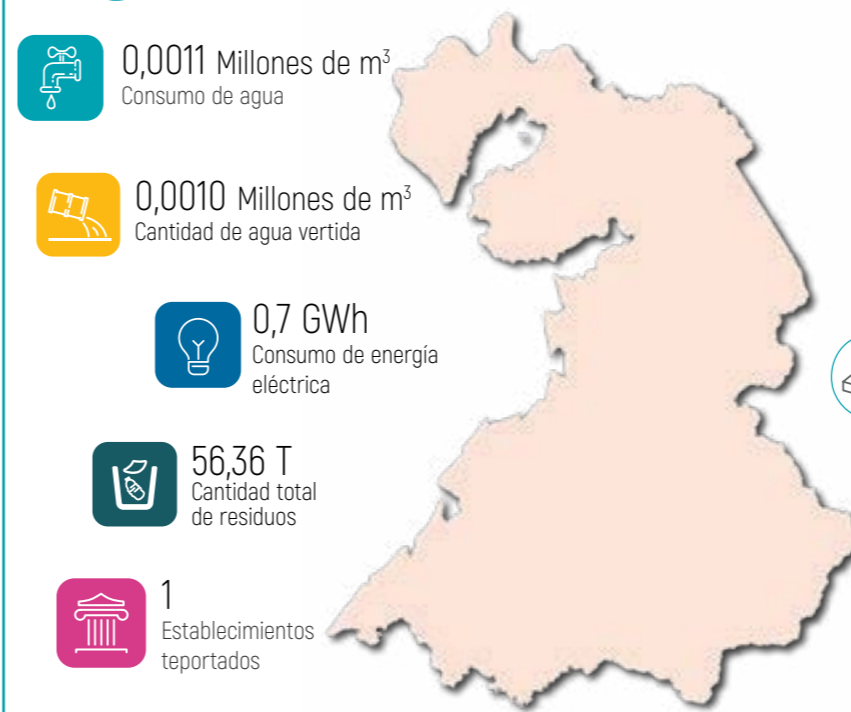 0,0011 Millones de m³
Consumo de agua
0,0010 Millones de m³
Cantidad de agua vertida
0,7 GWh
Consumo de energía
eléctrica
56,36 T
Cantidad total
de residuos
1
Establecimientos
teportados